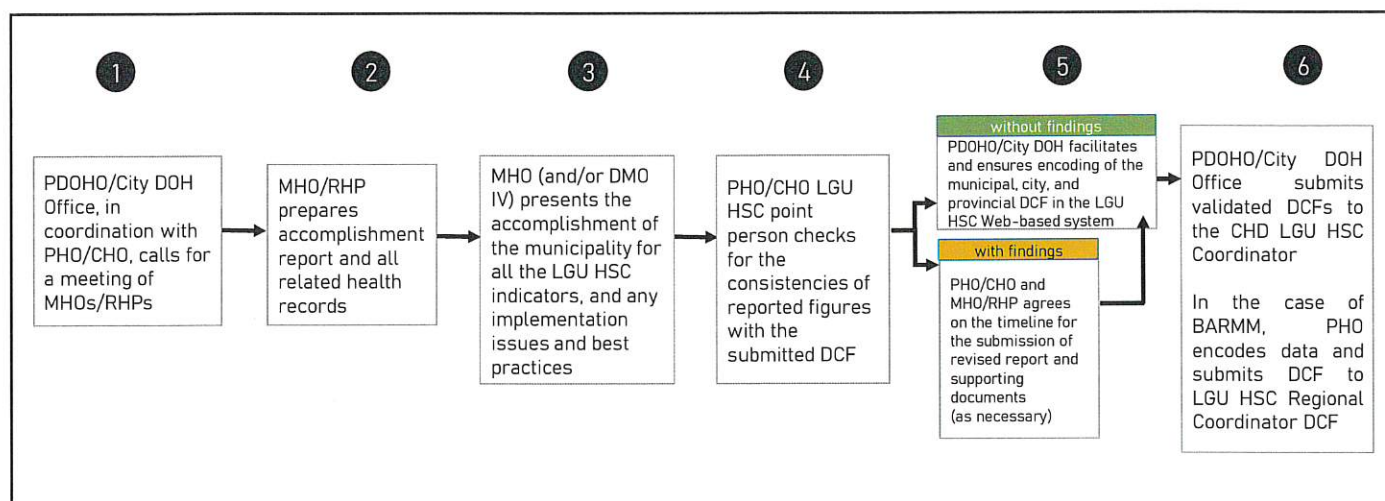 1
2
3
4
5
6
PDOHO/City DOH
Office, in
coordination with
PHO/CHO, calls for
a meeting of
MHOs/RHPs
MHO/RHP
prepares
accomplishment
report and all
related health
records
MHO (and/or DMO
IV) presents the
accomplishment of
the municipality for
all the LGU HSC
indicators, and any
implementation
issues and best
practices
PHO/CHO LGU
HSC point
person checks
for the
consistencies of
reported figures
with the
submitted DCF
without findings
PDOHO/City DOH facilitates
and ensures encoding of the
municipal, city, and
provincial DCF in the LGU
HSC Web-based system
with findings
PHO/CHO and
MHO/RHP agrees
on the timeline for
the submission of
revised report and
supporting
documents
(as necessary)
PDOHO/City DOH
Office submits
validated DCFs to
the CHD LGU HSC
Coordinator
In the case of
BARMM, PHO
encodes data and
submits DCF to
LGU HSC Regional
Coordinator DCF